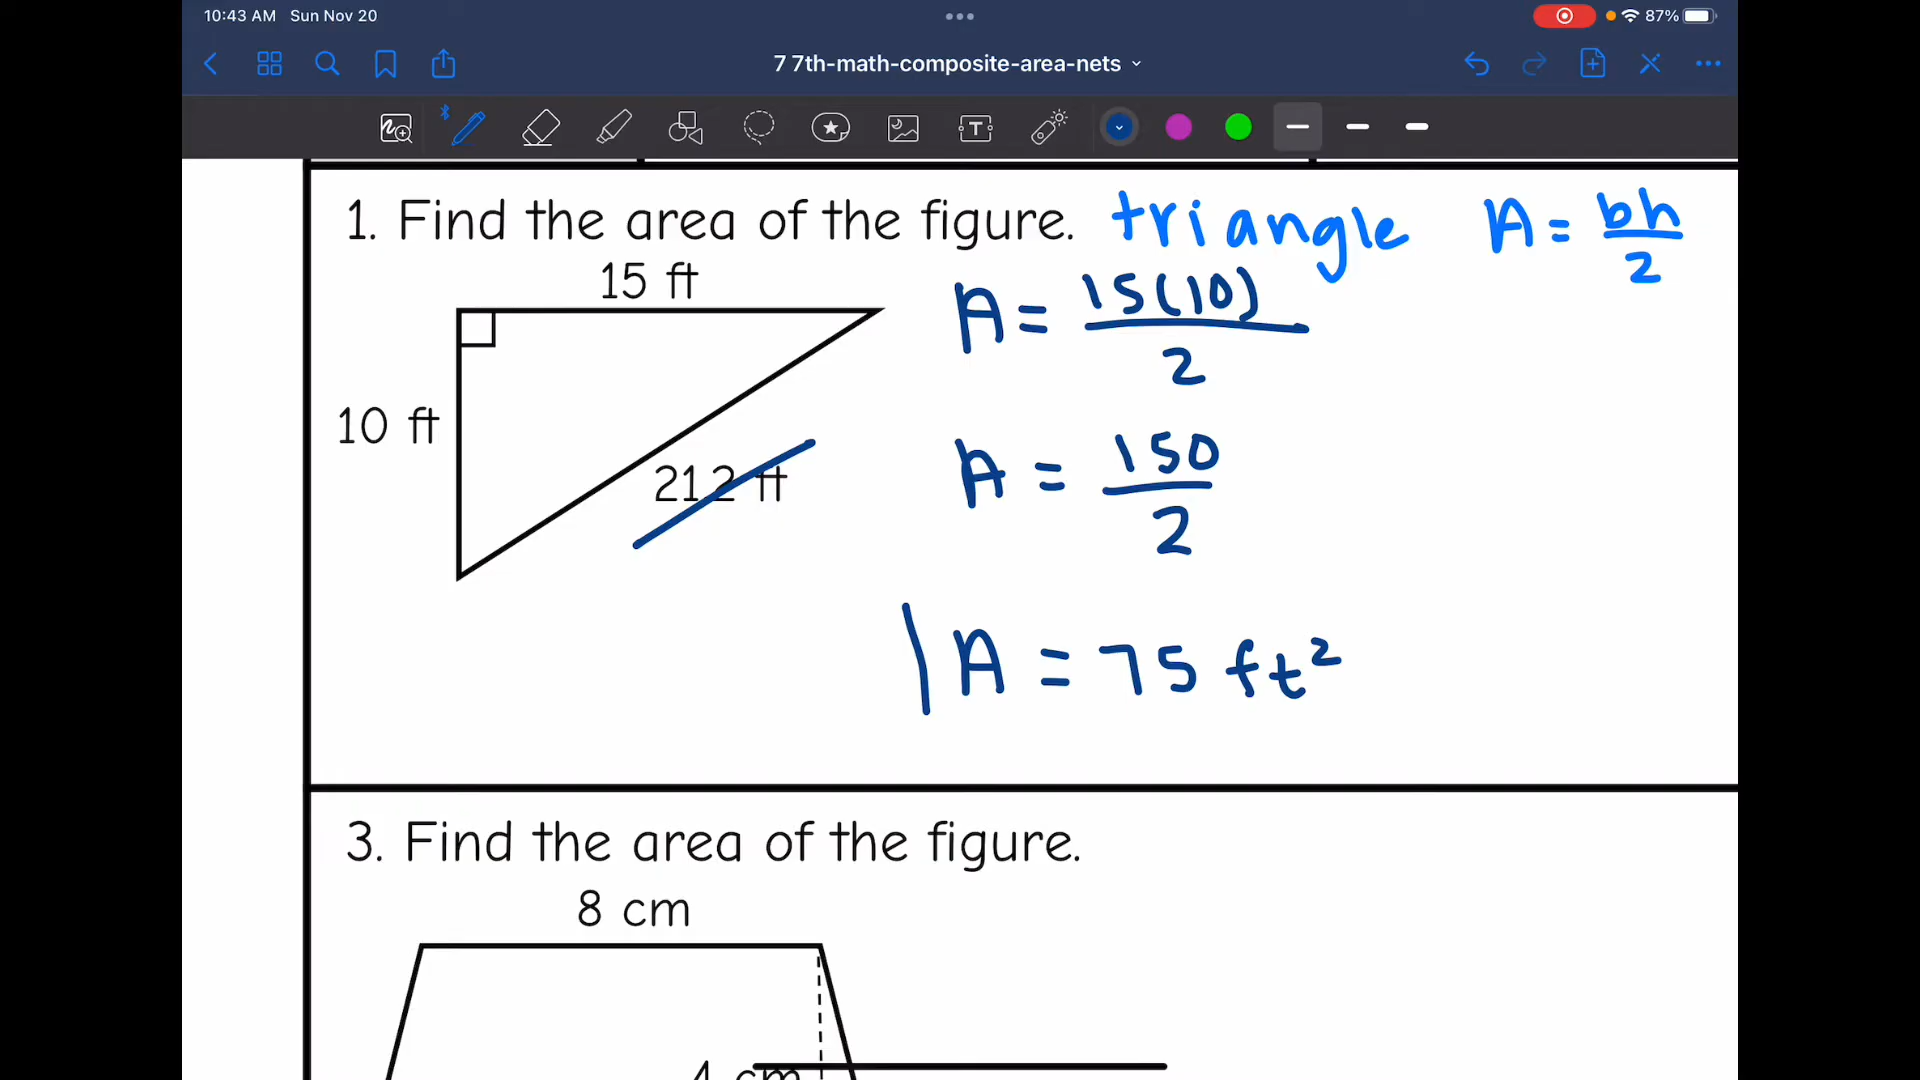 10:43 AM Sun Nov 20
87%
7 7th-math-composite-area-nets
T
1. Find the area of the figure. triangle A = bh/2
15 ft
A = 15(10)/2
10 ft
21.2 ft
A = 150/2
A = 75 ft²
3. Find the area of the figure.
8 cm
4 cm